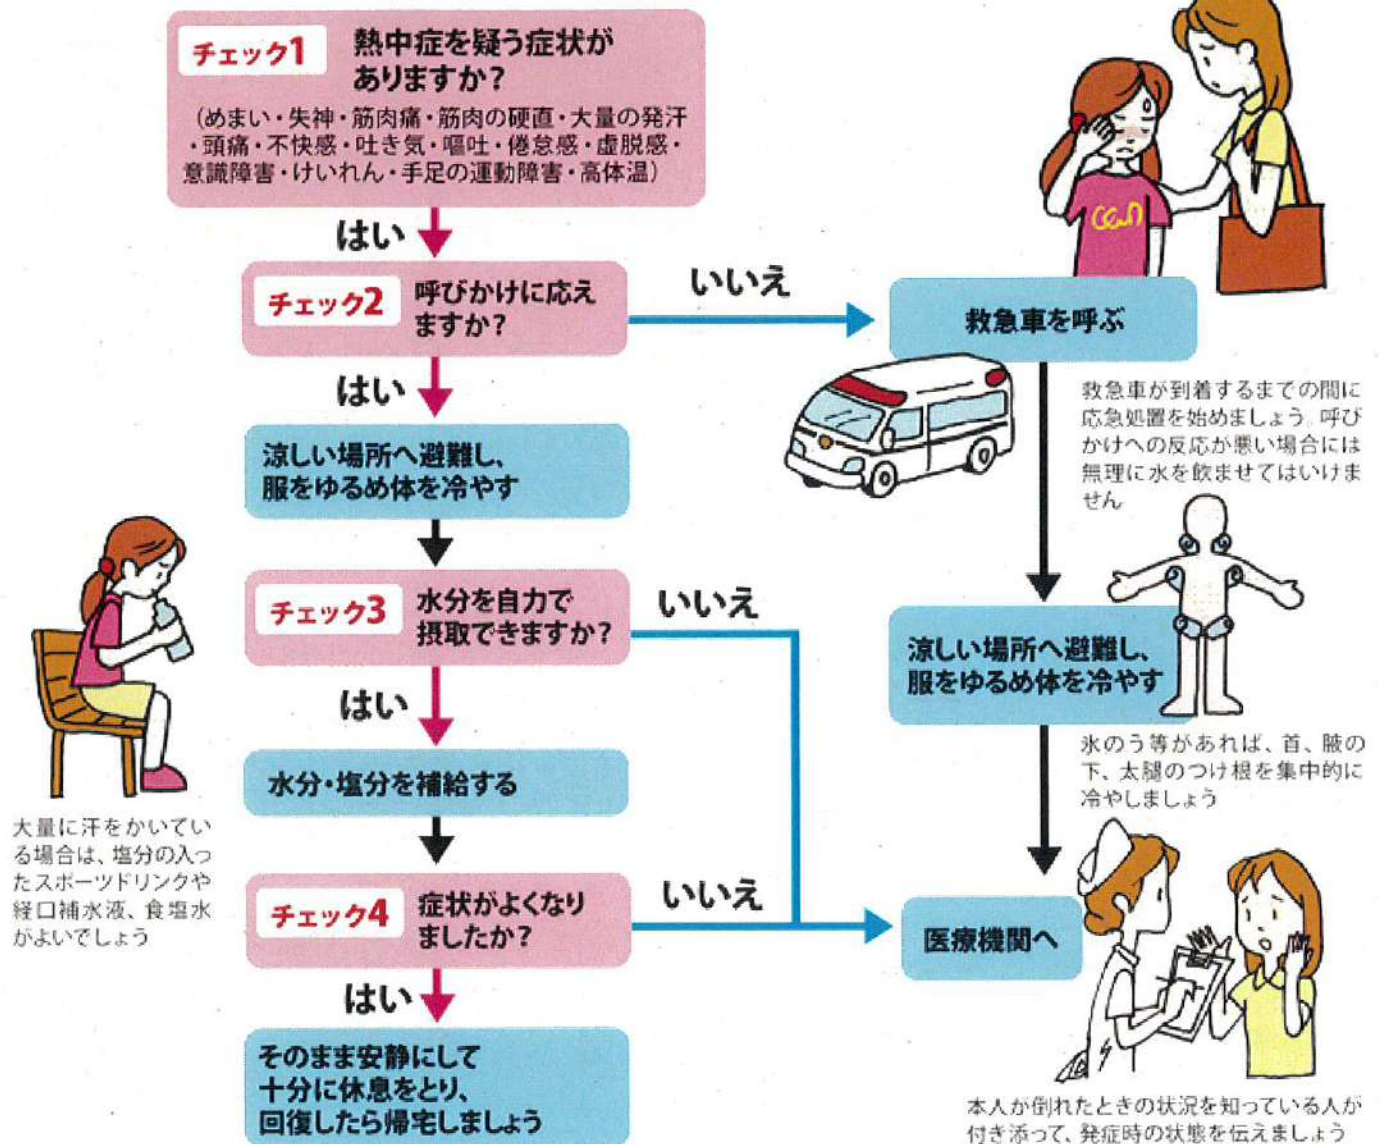 チェック1
熱中症を疑う症状が
ありますか?
(めまい・失神・筋肉痛・筋肉の硬直・大量の発汗
・頭痛・不快感・吐き気・嘔吐・倦怠感・虚脱感・
意識障害・けいれん・手足の運動障害・高体温)
はい
チェック2
呼びかけに応え
ますか?
いいえ
救急車を呼ぶ
救急車が到着するまでの間に
応急処置を始めましょう。呼び
かけへの反応が悪い場合には
無理に水を飲ませてはいけま
せん
はい
涼しい場所へ避難し、
服をゆるめ体を冷やす
チェック3
水分を自力で
摂取できますか?
いいえ
涼しい場所へ避難し、
服をゆるめ体を冷やす
氷のう等があれば、首、腋の
下、太腿のつけ根を集中的に
冷やしましょう
はい
水分・塩分を補給する
大量に汗をかいてい
る場合は、塩分の入っ
たスポーツドリンクや
経口補水液、食塩水
がよいでしょう
チェック4
症状がよくなり
ましたか?
いいえ
医療機関へ
はい
そのまま安静にして
十分に休息をとり、
回復したら帰宅しましょう
本人が倒れたときの状況を知っている人が
付き添って、発症時の状態を伝えましょう